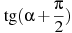 tg(α + π/2)